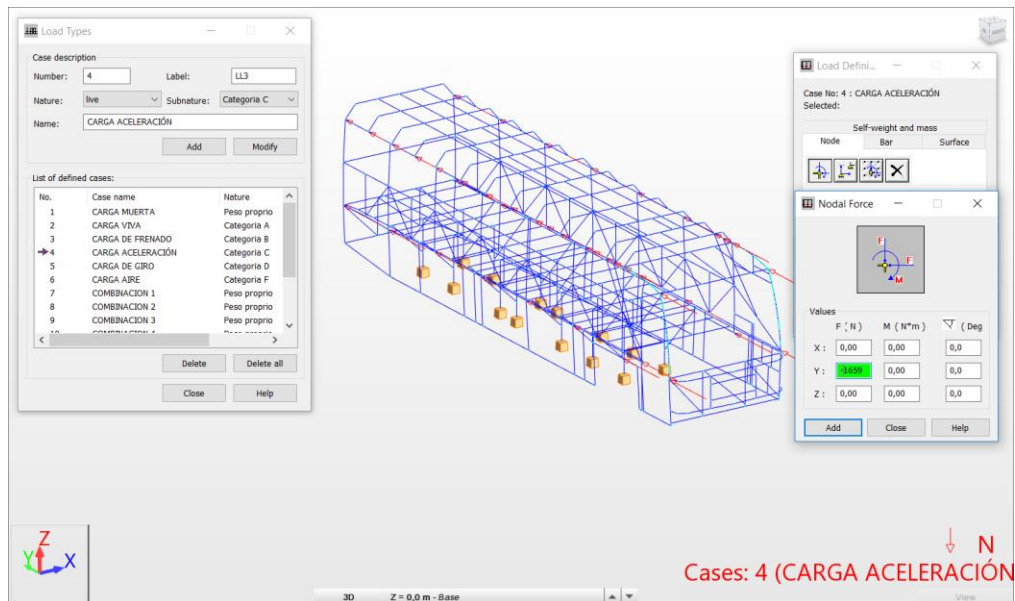 Load Types
Case description
Number: 4 Label: LL3
Nature: live Subnature: Categoria C
Name: CARGA ACELERACIÓN
Add Modify
List of defined cases:
No. Case name Nature
1 CARGA MUERTA Peso proprio
2 CARGA VIVA Categoria A
3 CARGA DE FRENADO Categoria B
4 CARGA ACELERACIÓN Categoria C
5 CARGA DE GIRO Categoria D
6 CARGA AIRE Categoria F
7 COMBINACION 1 Peso proprio
8 COMBINACION 2 Peso proprio
9 COMBINACION 3 Peso proprio
Delete Delete all
Close Help
Load Defini...
Case No: 4 : CARGA ACELERACIÓN
Selected:
Self-weight and mass
Node Bar Surface
Nodal Force
F
F
M
Values
F (N) M (N*m) (Deg
X : 0,00 0,00 0,0
Y : -1659 0,00 0,0
Z : 0,00 0,00 0,0
Add Close Help
Z
Y X
N
Cases: 4 (CARGA ACELERACIÓN
3D Z = 0,0 m - Base
View